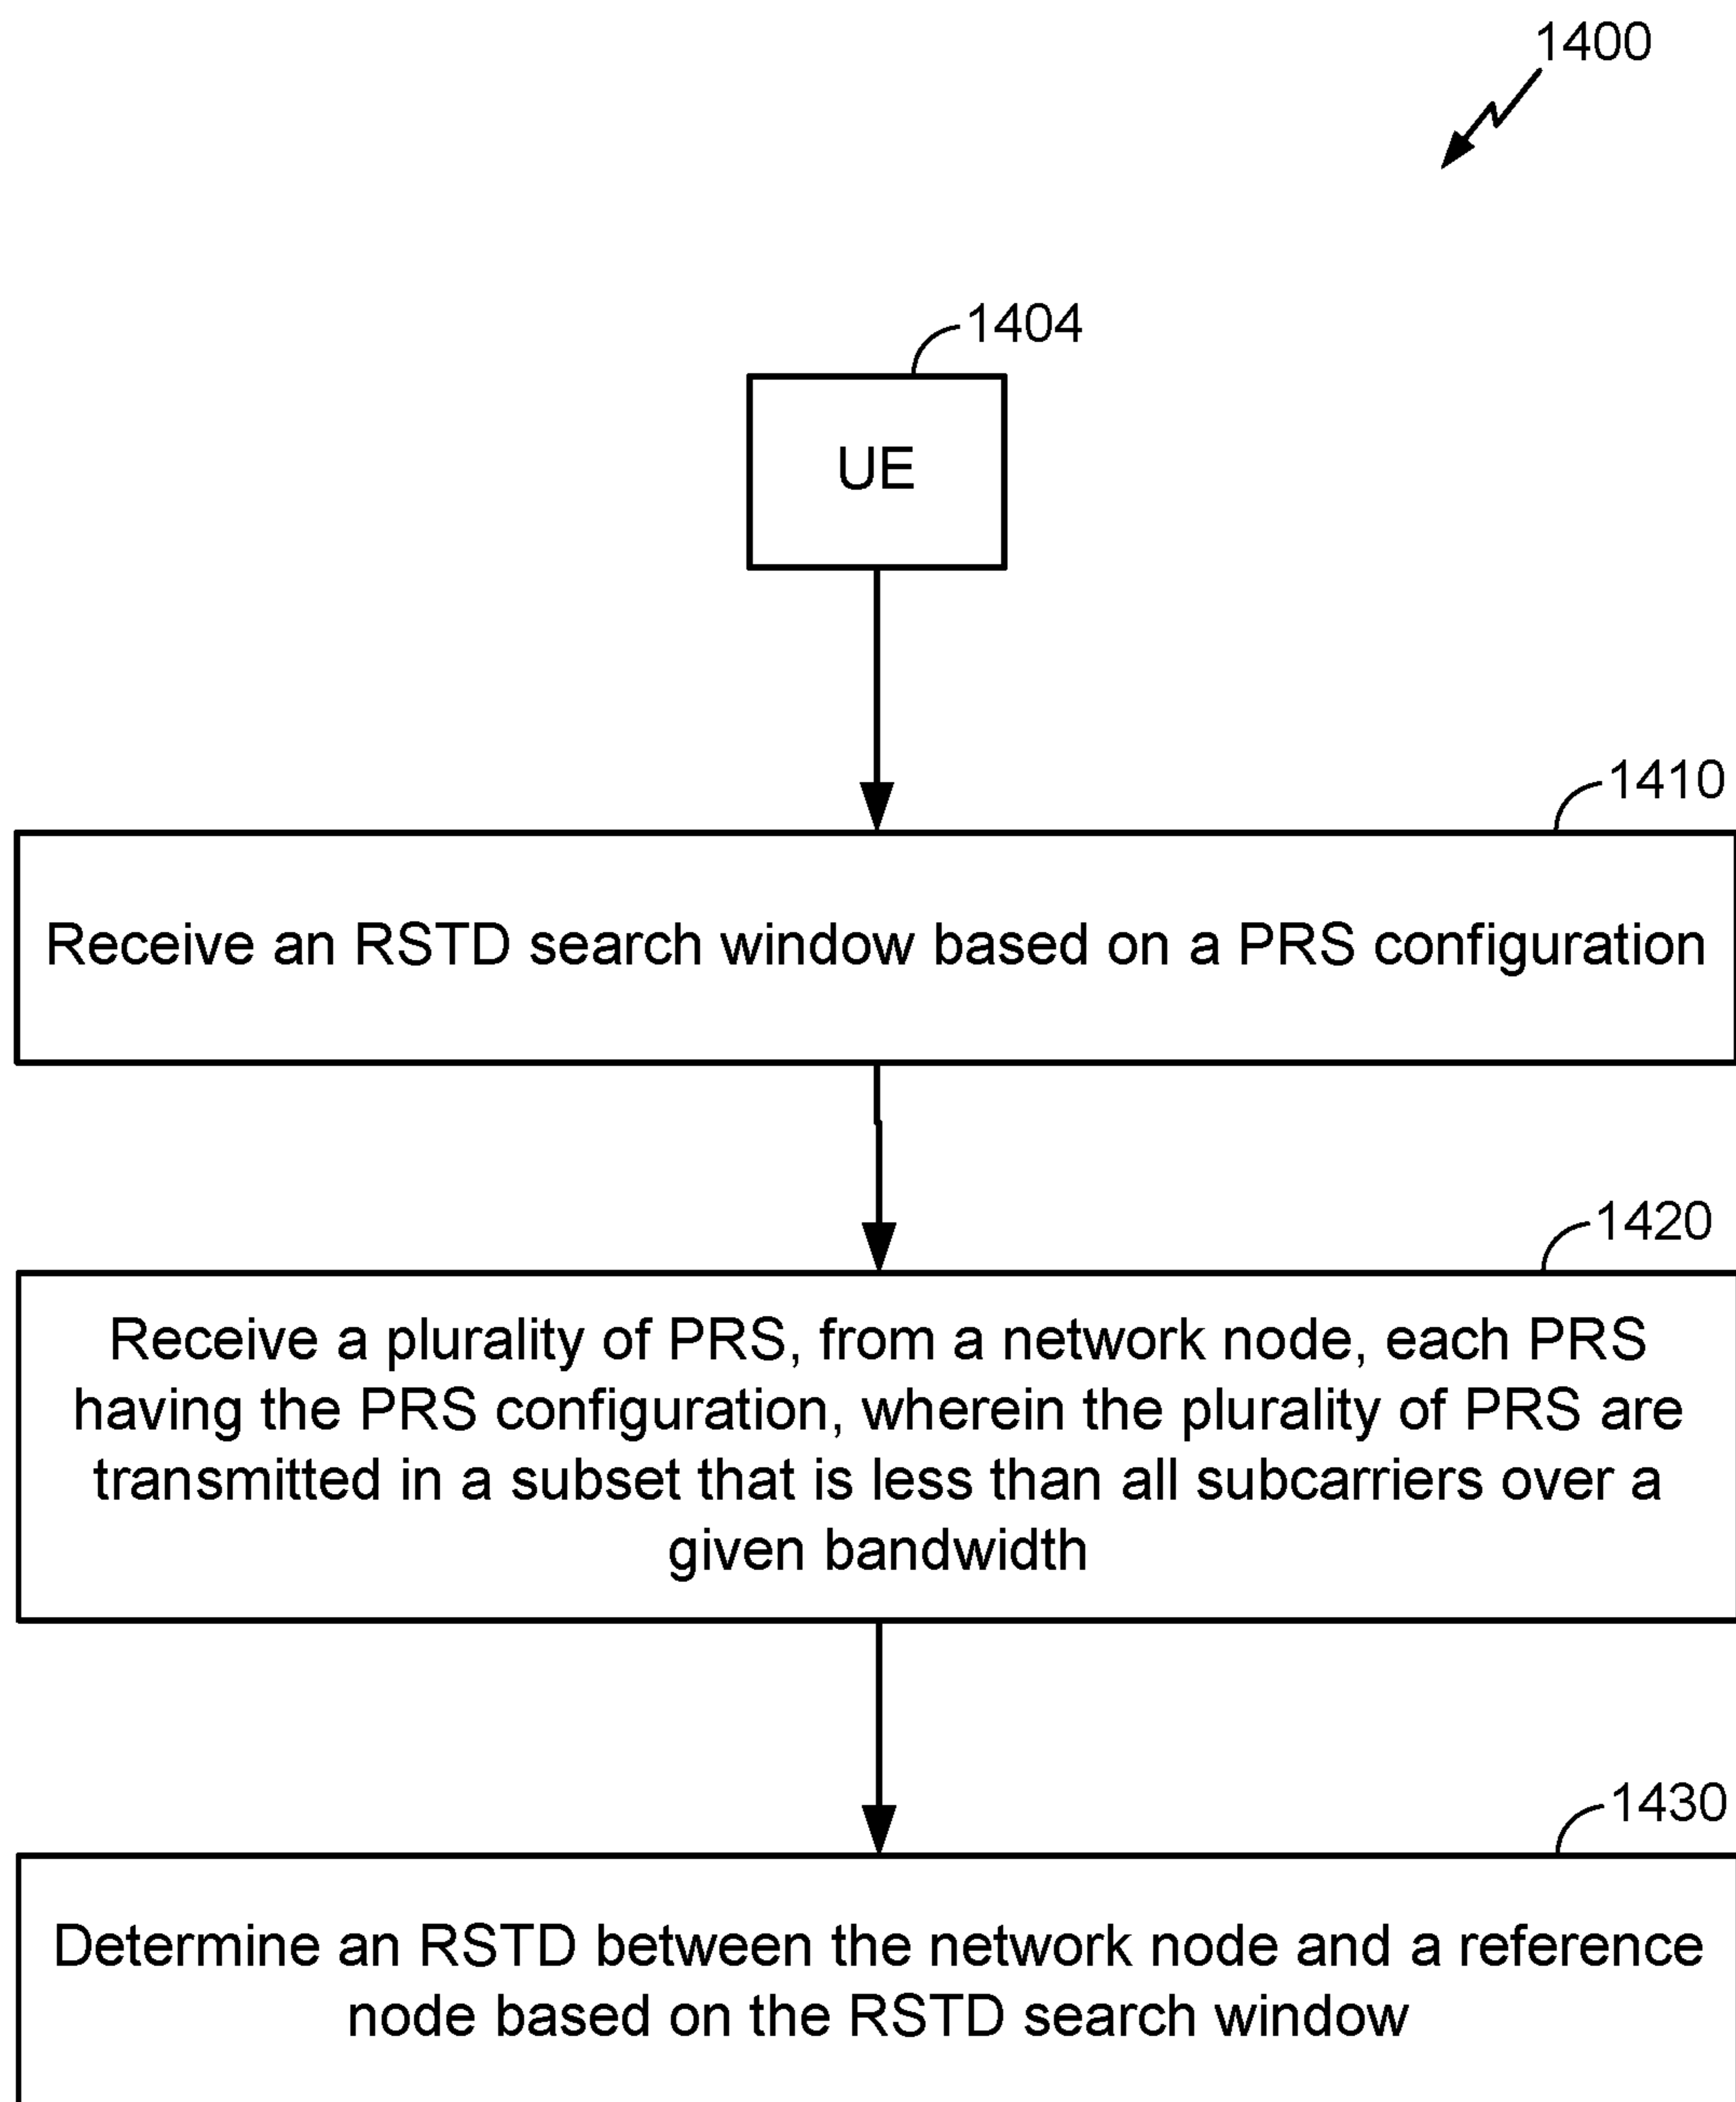 1400
1404
UE
1410
Receive an RSTD search window based on a PRS configuration
1420
Receive a plurality of PRS, from a network node, each PRS
having the PRS configuration, wherein the plurality of PRS are
transmitted in a subset that is less than all subcarriers over a
given bandwidth
1430
Determine an RSTD between the network node and a reference
node based on the RSTD search window